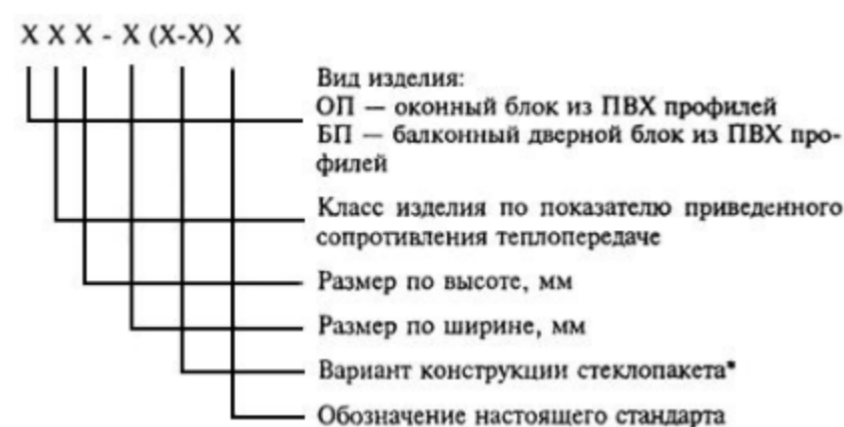 Х Х Х - Х (Х-Х) Х
Вид изделия:
ОП — оконный блок из ПВХ профилей
БП — балконный дверной блок из ПВХ про-
филей
Класс изделия по показателю приведенного
сопротивления теплопередаче
Размер по высоте, мм
Размер по ширине, мм
Вариант конструкции стеклопакета*
Обозначение настоящего стандарта